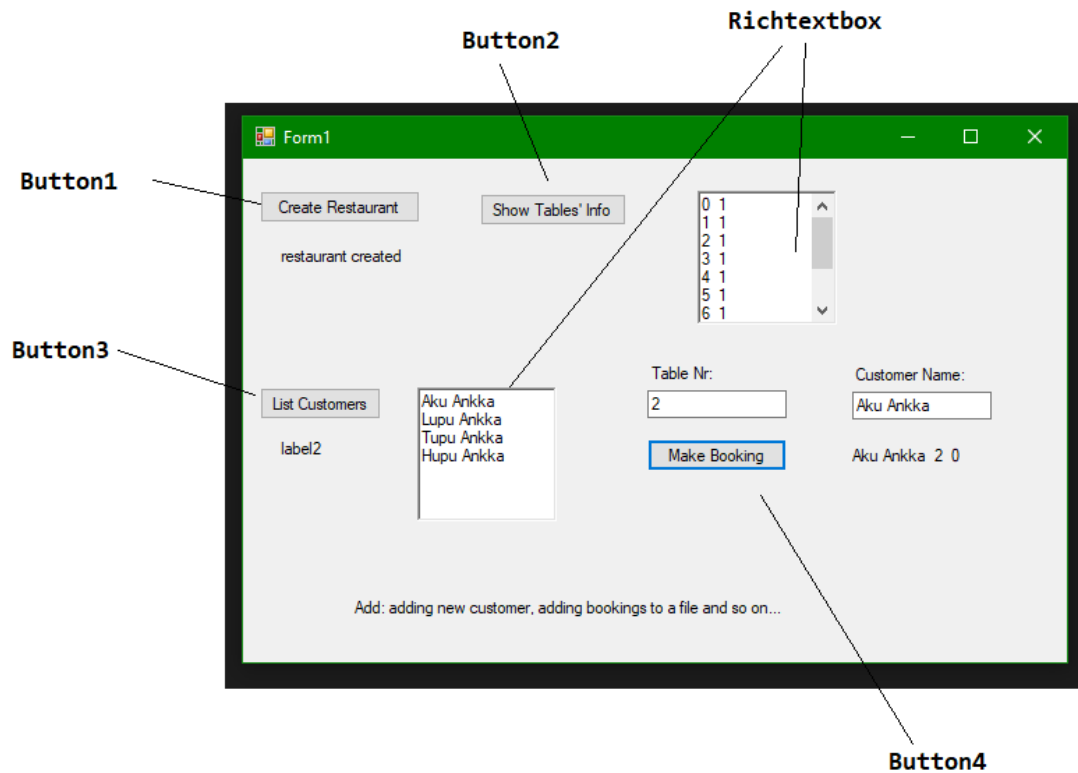 Richtextbox
Button2
Form1
Button1
Create Restaurant
Show Tables' Info
0 1
1 1
2 1
3 1
4 1
5 1
6 1
restaurant created
Button3
List Customers
label2
Aku Ankka
Lupu Ankka
Tupu Ankka
Hupu Ankka
Table Nr:
2
Customer Name:
Aku Ankka
Make Booking
Aku Ankka 2 0
Add: adding new customer, adding bookings to a file and so on...
Button4